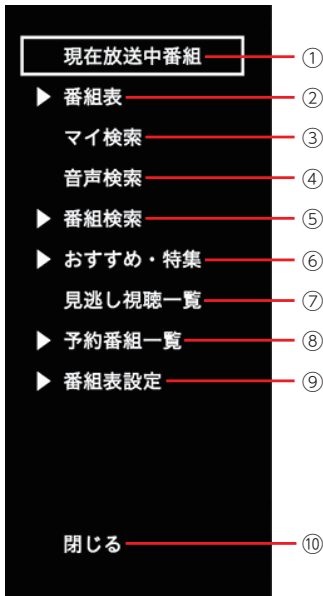 現在放送中番組 ①
▶ 番組表 ②
マイ検索 ③
音声検索 ④
▶ 番組検索 ⑤
▶ おすすめ・特集 ⑥
見逃し視聴一覧 ⑦
▶ 予約番組一覧 ⑧
▶ 番組表設定 ⑨
閉じる ⑩